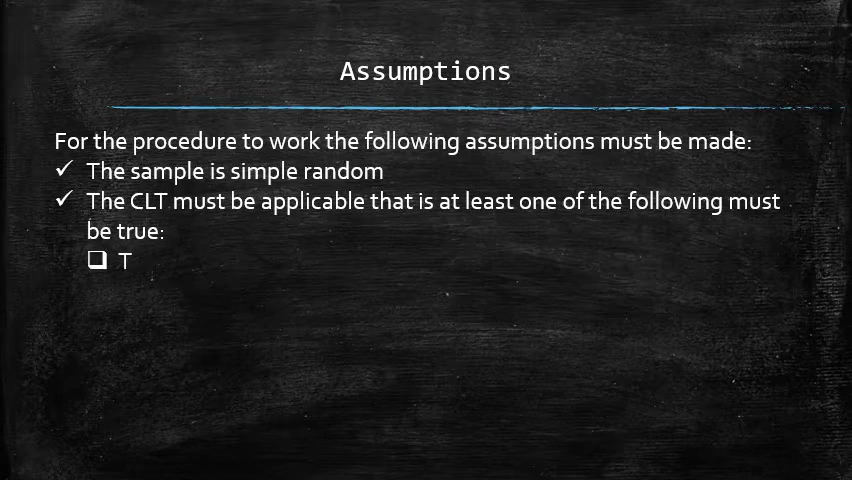 Assumptions
For the procedure to work the following assumptions must be made:
✓ The sample is simple random
✓ The CLT must be applicable that is at least one of the following must
be true:
❑ T